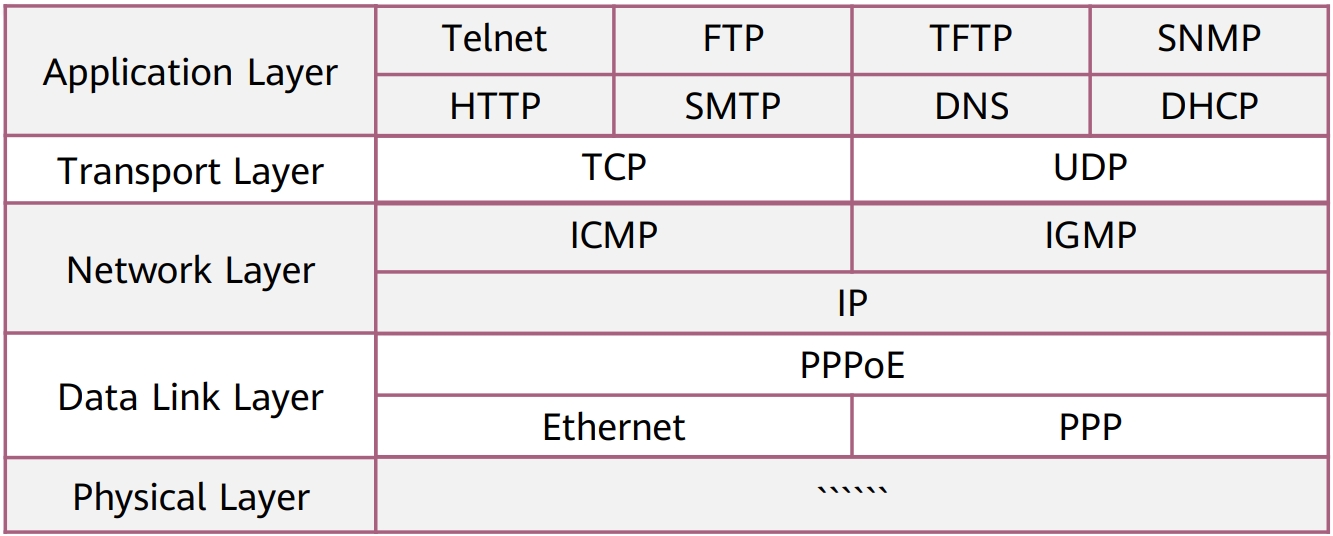 Application Layer
Telnet FTP TFTP SNMP
HTTP SMTP DNS DHCP
Transport Layer
TCP UDP
Network Layer
ICMP IGMP
IP
Data Link Layer
PPPoE
Ethernet PPP
Physical Layer
``````